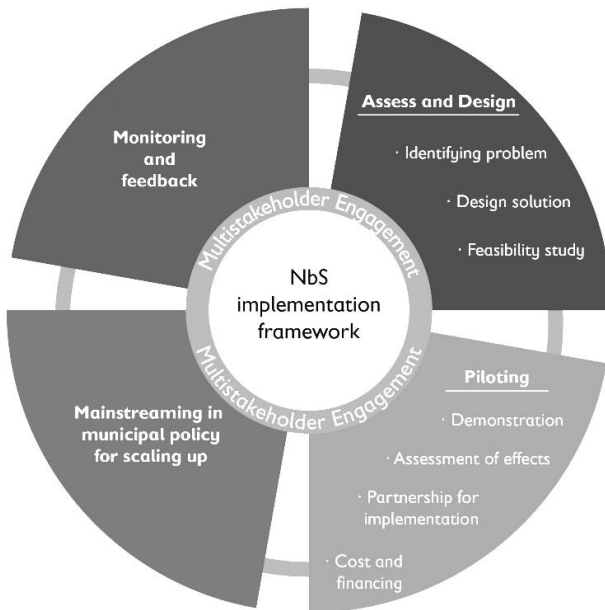 Monitoring
and
feedback
Assess and Design
· Identifying problem
· Design solution
· Feasibility study
Multistakeholder Engagement
NbS
implementation
framework
Multistakeholder Engagement
Mainstreaming in
municipal policy
for scaling up
Piloting
· Demonstration
· Assessment of effects
· Partnership for
implementation
· Cost and
financing